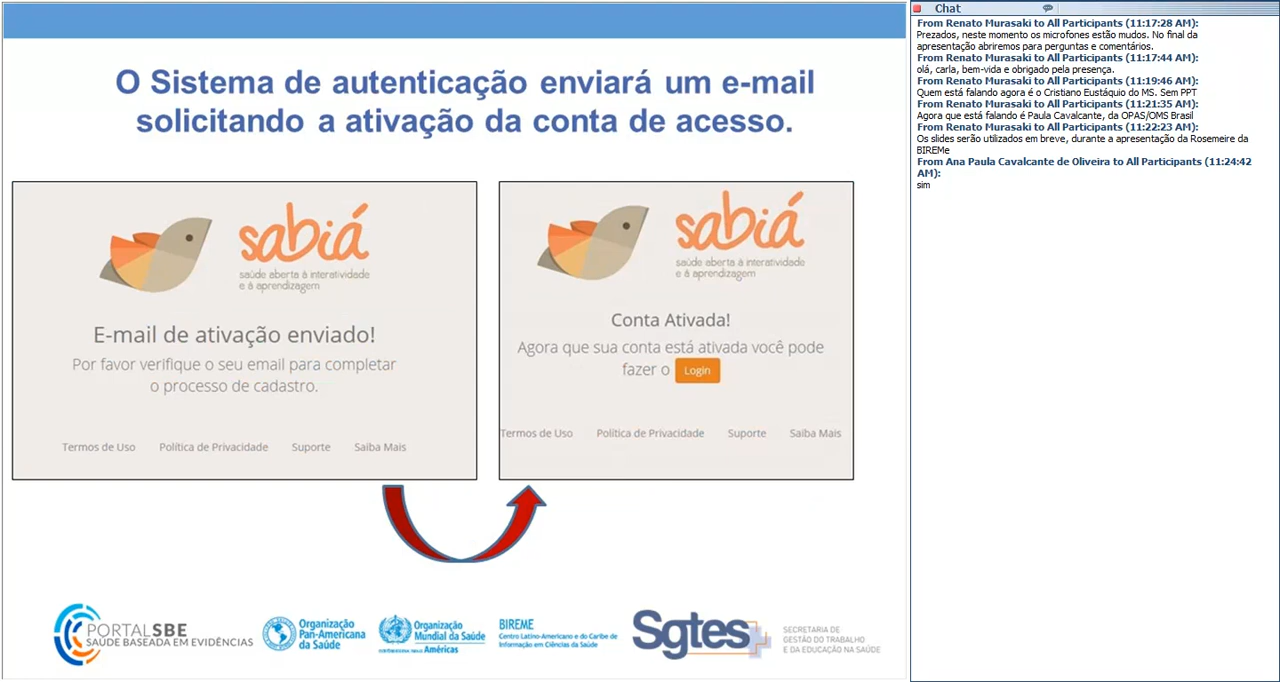 O Sistema de autenticação enviará um e-mail
solicitando a ativação da conta de acesso.
sabiá
saúde aberta à interatividade
e à aprendizagem
E-mail de ativação enviado!
Por favor verifique o seu email para completar
o processo de cadastro.
Termos de Uso Política de Privacidade Suporte Saiba Mais
sabiá
saúde aberta à interatividade
e à aprendizagem
Conta Ativada!
Agora que sua conta está ativada você pode
fazer o Login
Termos de Uso Política de Privacidade Suporte Saiba Mais
PORTALSBE
SAÚDE BASEADA EM EVIDÊNCIAS
Organização
Pan-Americana
da Saúde
Organização
Mundial da Saúde
Américas
BIREME
Centro Latino-Americano e do Caribe de
Informação em Ciências da Saúde
Sgtes
SECRETARIA DE
GESTÃO DO TRABALHO
E DA EDUCAÇÃO NA SAÚDE
Chat
From Renato Murasaki to All Participants (11:17:28 AM):
Prezados, neste momento os microfones estão mudos. No final da
apresentação abriremos para perguntas e comentários.
From Renato Murasaki to All Participants (11:17:44 AM):
olá, carla, bem-vida e obrigado pela presença.
From Renato Murasaki to All Participants (11:19:46 AM):
Quem está falando agora é o Cristiano Eustáquio do MS. Sem PPT
From Renato Murasaki to All Participants (11:21:35 AM):
Agora que está falando é Paula Cavalcante, da OPAS/OMS Brasil
From Renato Murasaki to All Participants (11:22:23 AM):
Os slides serão utilizados em breve, durante a apresentação da Rosemeire da
BIREMe
From Ana Paula Cavalcante de Oliveira to All Participants (11:24:42
AM):
sim